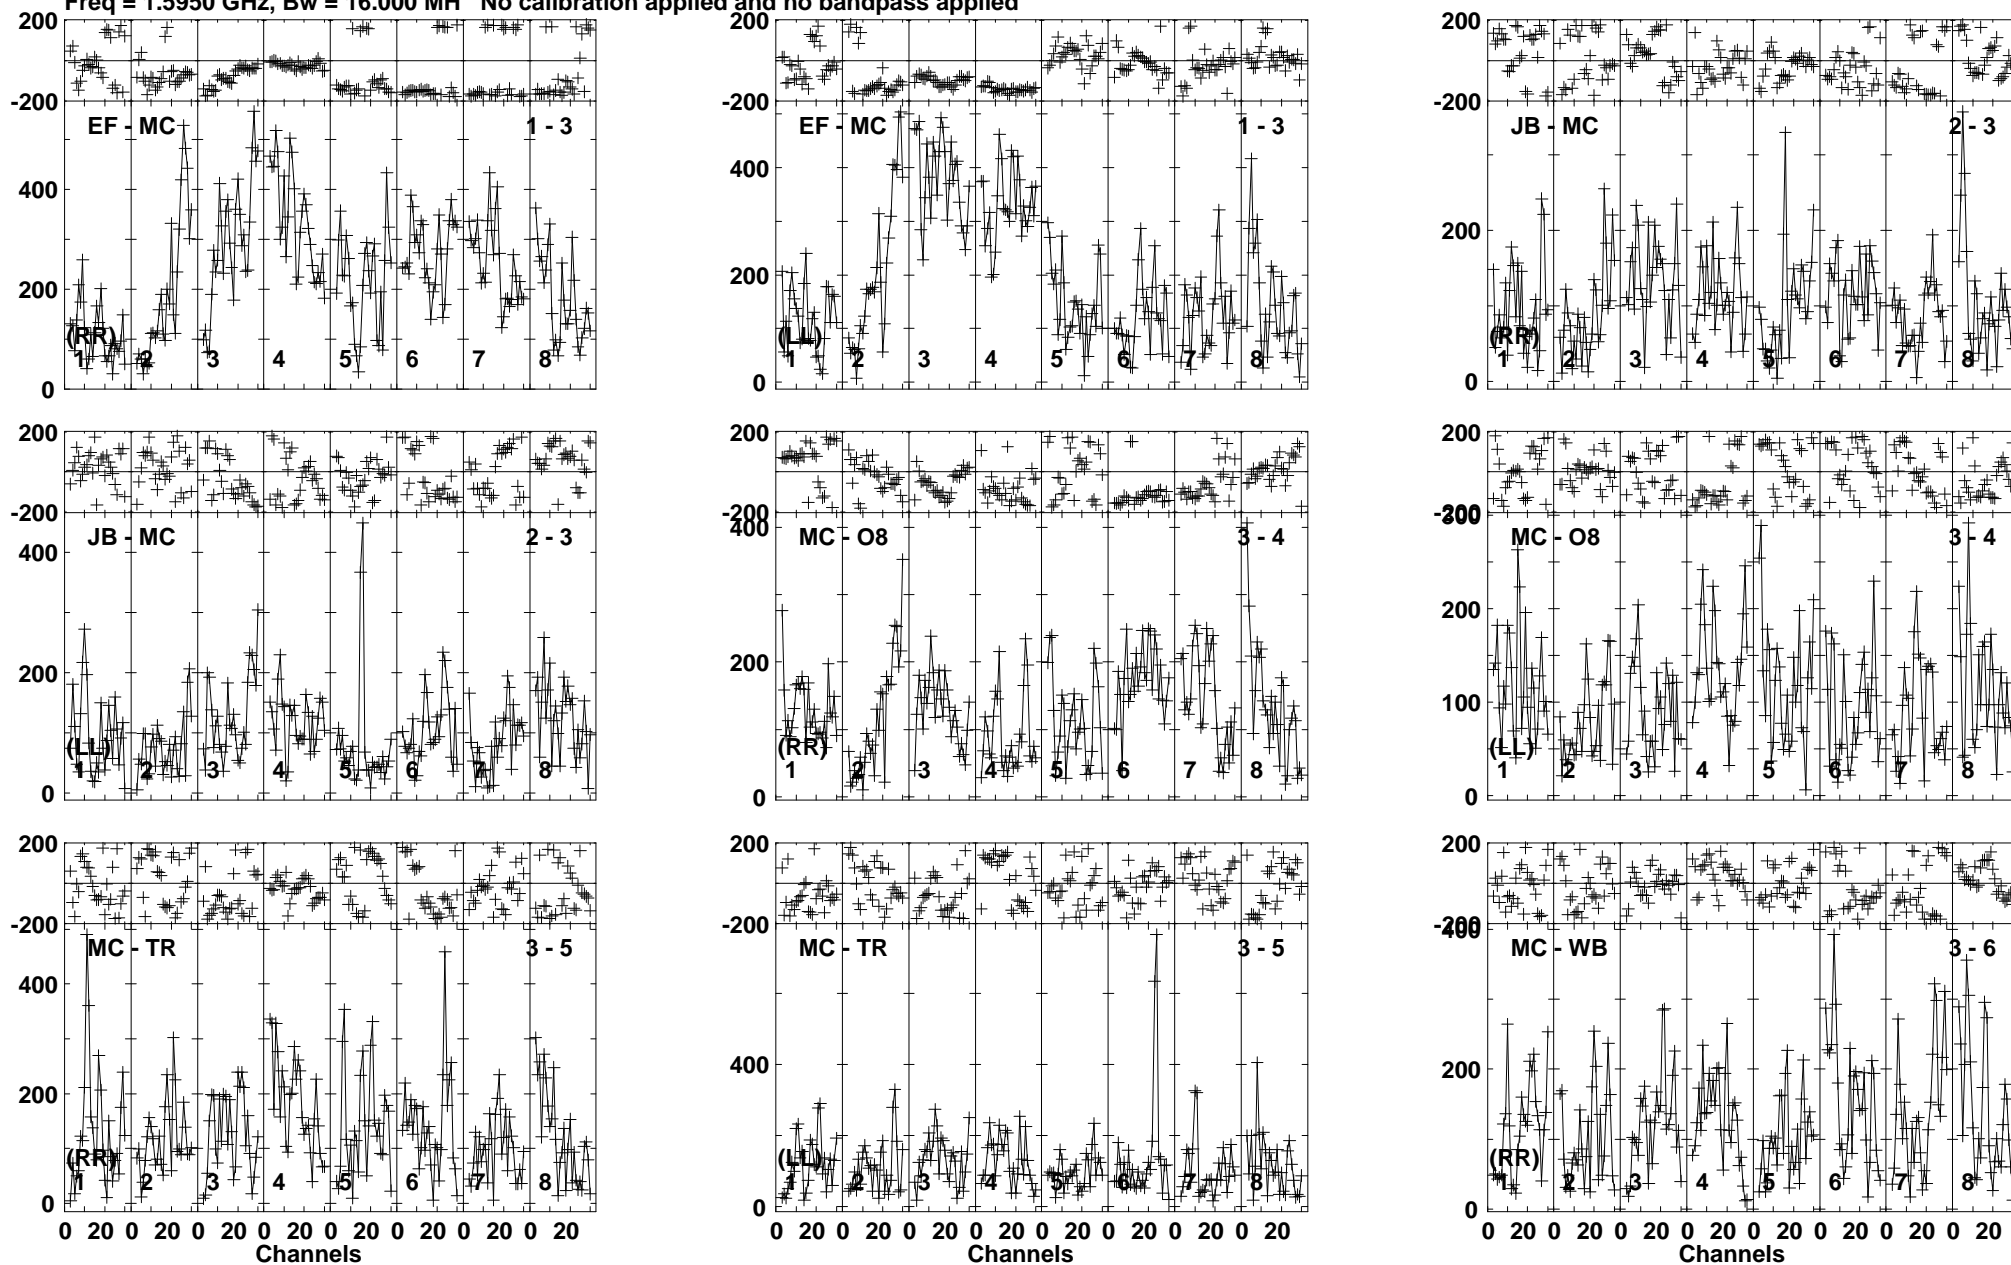 Freq = 1.5950 GHz, Bw = 16.000 MH   No calibration applied and no bandpass applied
200 200 200
-200 -200 -200
EF - MC 1 - 3 EF - MC 1 - 3 JB - MC 2 - 3
400 400
200 200 200
(RR) (LL) (RR)
1 2 3 4 5 6 7 8 1 2 3 4 5 6 7 8 1 2 3 4 5 6 7 8
0 0 0
200 200 200
-200 -200 -200
400 300
JB - MC 2 - 3 MC - O8 3 - 4 MC - O8 3 - 4
400
200 200 200
100
(LL) (RR) (LL)
1 2 3 4 5 6 7 8 1 2 3 4 5 6 7 8 1 2 3 4 5 6 7 8
0 0 0
200 200 200
-200 -200 -200
400
MC - TR 3 - 5 MC - TR 3 - 5 MC - WB 3 - 6
400 400
200 200 200
(RR) (LL) (RR)
1 2 3 4 5 6 7 8 1 2 3 4 5 6 7 8 1 2 3 4 5 6 7 8
0 0 0
0 20 0 20 0 20 0 20 0 20 0 20 0 20 0 20 0 20 0 20 0 20 0 20 0 20 0 20 0 20 0 20 0 20 0 20 0 20 0 20 0 20 0 20 0 20 0 20
Channels Channels Channels